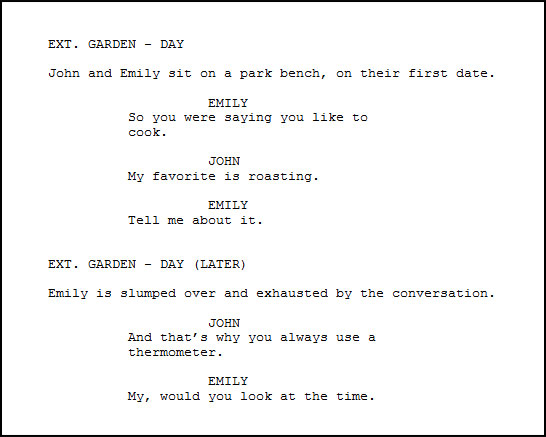 EXT. GARDEN – DAY
John and Emily sit on a park bench, on their first date.
EMILY
So you were saying you like to
cook.
JOHN
My favorite is roasting.
EMILY
Tell me about it.
EXT. GARDEN – DAY (LATER)
Emily is slumped over and exhausted by the conversation.
JOHN
And that’s why you always use a
thermometer.
EMILY
My, would you look at the time.